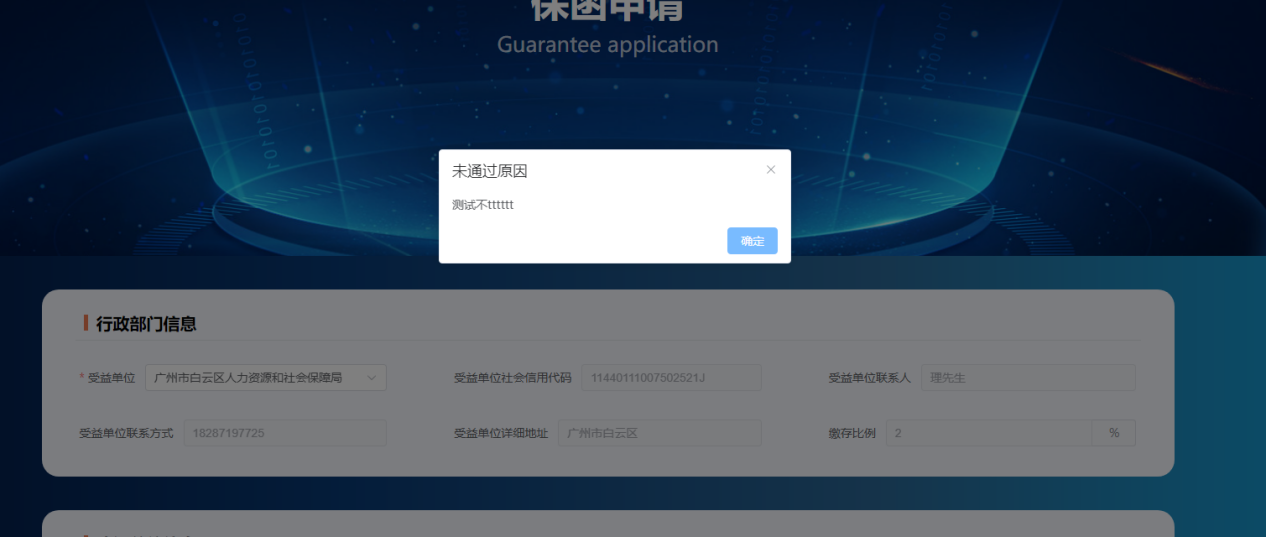 保函申请
Guarantee application
未通过原因
测试不tttttt
确定
行政部门信息
* 受益单位 广州市白云区人力资源和社会保障局
受益单位社会信用代码 11440111007502521J
受益单位联系人 理先生
受益单位联系方式 18287197725
受益单位详细地址 广州市白云区
缴存比例 2 %